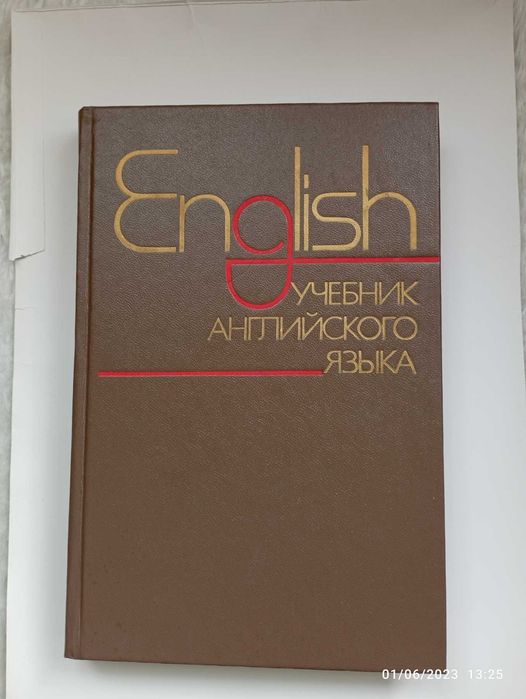 English
УЧЕБНИК
АНГЛИЙСКОГО
ЯЗЫКА
01/06/2023 13:25